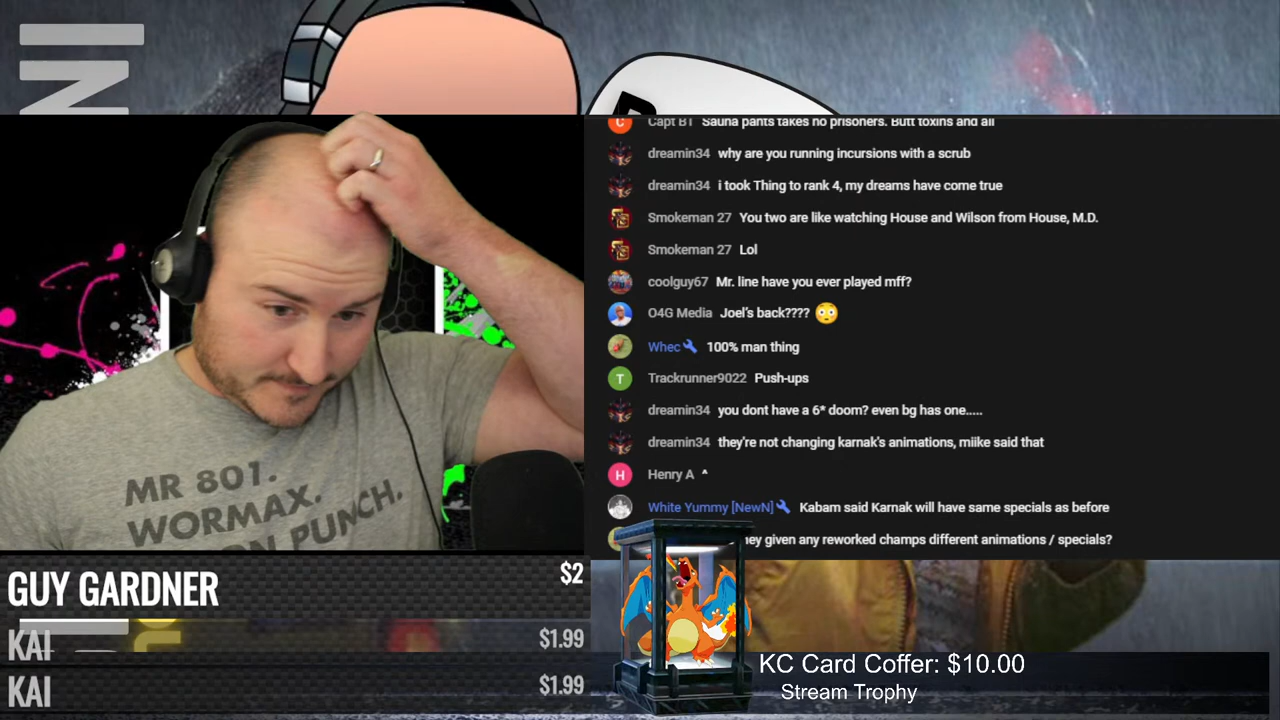 Capt BT Sauna pants takes no prisoners. Butt toxins and all
dreamin34 why are you running incursions with a scrub
dreamin34 i took Thing to rank 4, my dreams have come true
Smokeman 27 You two are like watching House and Wilson from House, M.D.
Smokeman 27 Lol
coolguy67 Mr. line have you ever played mff?
O4G Media Joel's back???? 😳
Whec 100% man thing
T Trackrunner9022 Push-ups
dreamin34 you dont have a 6* doom? even bg has one.....
dreamin34 they're not changing karnak's animations, miike said that
H Henry A ^
White Yummy [NewN] Kabam said Karnak will have same specials as before
given any reworked champs different animations / specials?
MR 801.
WORMAX.
PUNCH.
GUY GARDNER $2
KAI $1.99
KAI $1.99
KC Card Coffer: $10.00
Stream Trophy